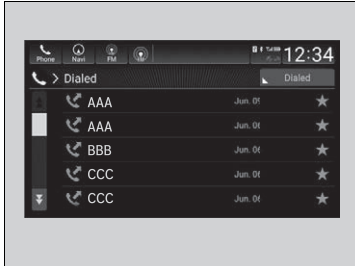 Phone Navi FM 12:34
Dialed Dialed
AAA Jun. 0
AAA Jun. 0
BBB Jun. 0
CCC Jun. 0
CCC Jun. 0